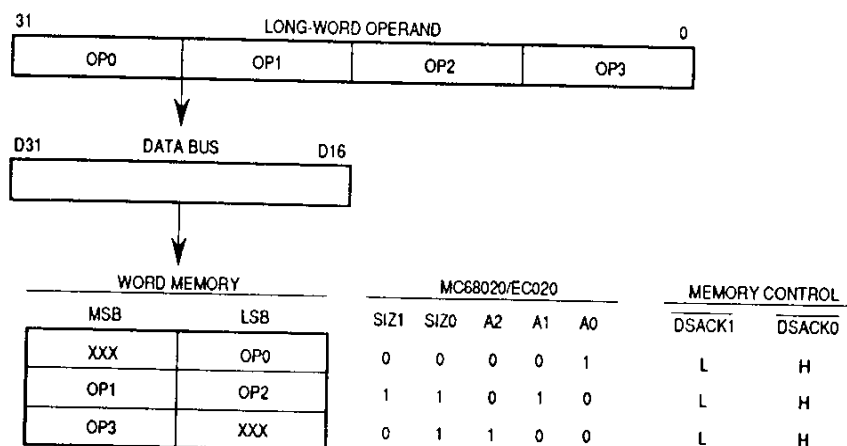 31 LONG-WORD OPERAND 0
OP0 OP1 OP2 OP3
D31 DATA BUS D16
WORD MEMORY MC68020/EC020 MEMORY CONTROL
MSB LSB SIZ1 SIZ0 A2 A1 A0 DSACK1 DSACK0
XXX OP0 0 0 0 0 1 L H
OP1 OP2 1 1 0 1 0 L H
OP3 XXX 0 1 1 0 0 L H